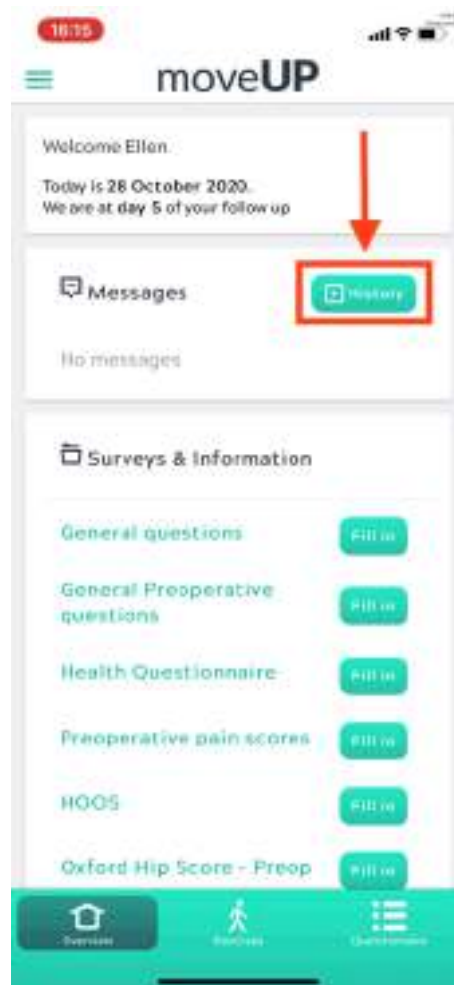 16:15
moveUP
Welcome Ellen
Today is 28 October 2020.
We are at day 5 of your follow up
Messages
History
No messages
Surveys & Information
General questions
Fill in
General Preoperative
questions
Fill in
Health Questionnaire
Fill in
Preoperative pain scores
Fill in
HOOS
Fill in
Oxford Hip Score - Preop
Fill in
Overview